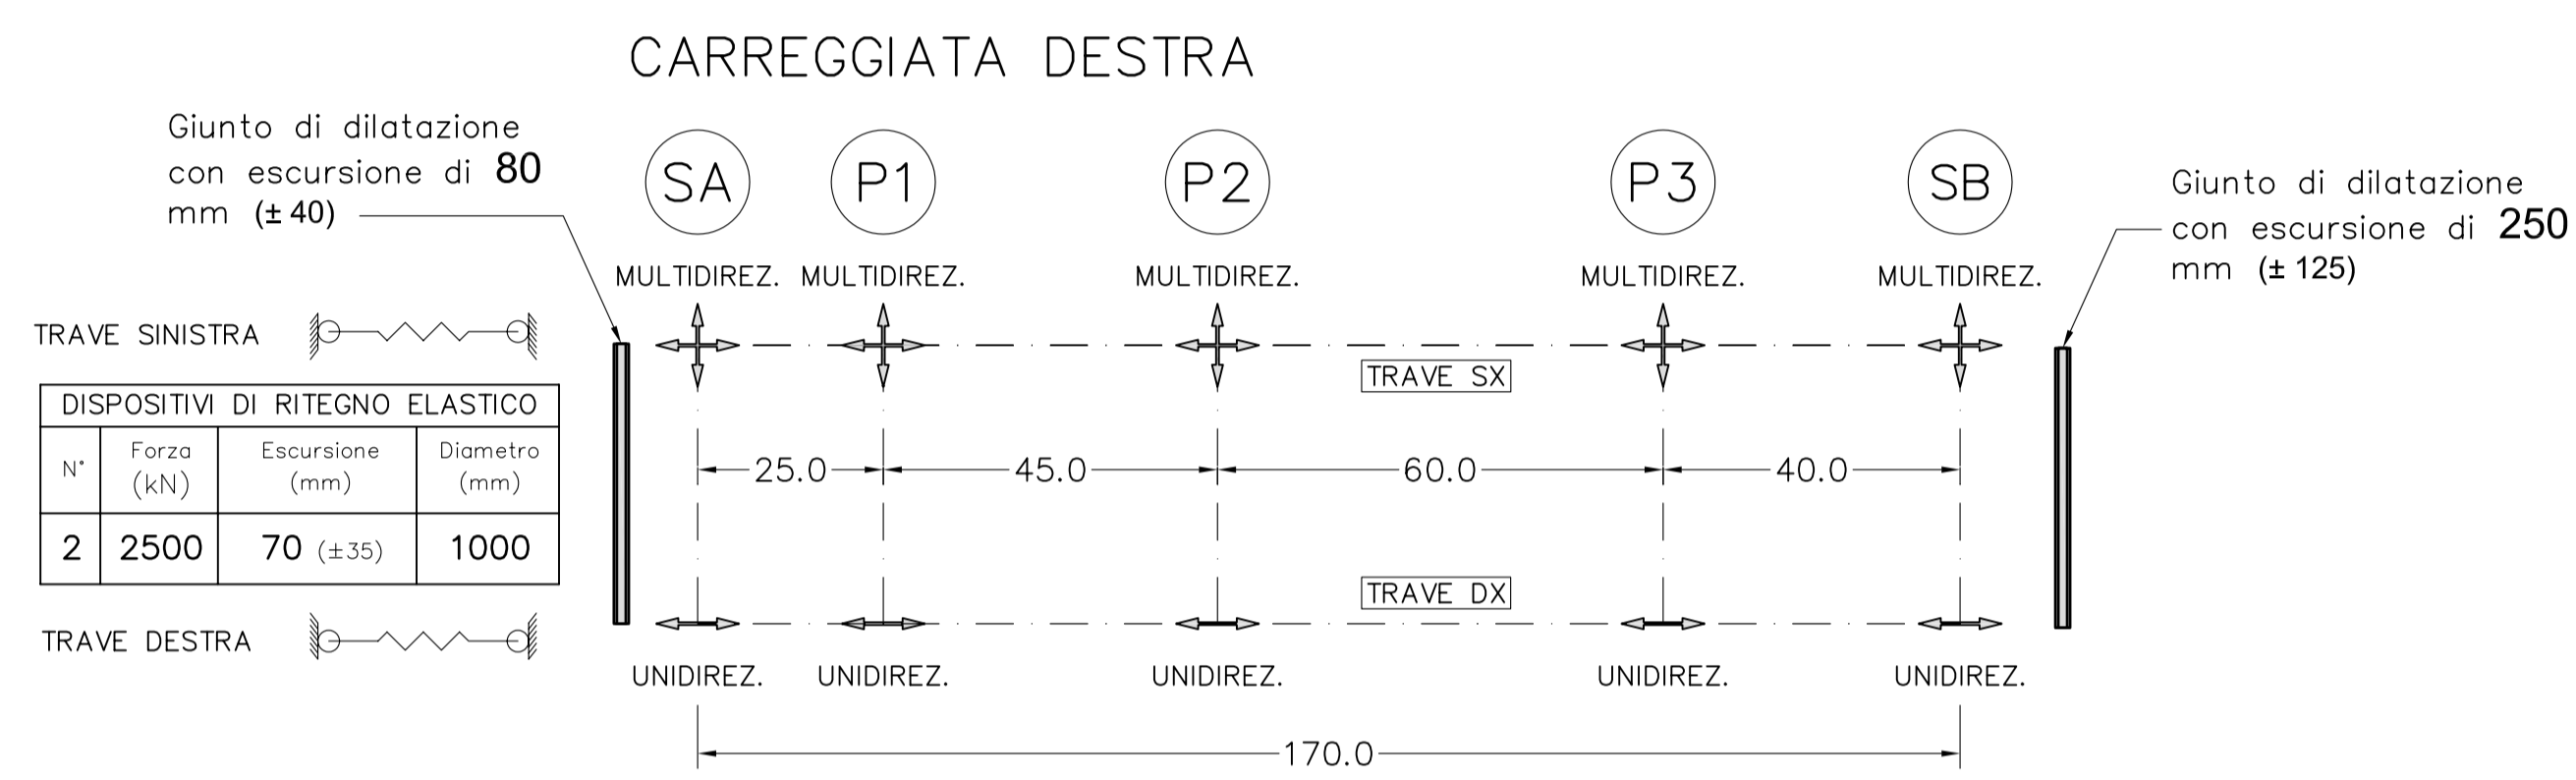 CARREGGIATA DESTRA
Giunto di dilatazione
con escursione di 80
mm (± 40)
SA
P1
P2
P3
SB
Giunto di dilatazione
con escursione di 250
mm (± 125)
MULTIDIREZ.
MULTIDIREZ.
MULTIDIREZ.
MULTIDIREZ.
MULTIDIREZ.
TRAVE SINISTRA
TRAVE SX
DISPOSITIVI DI RITEGNO ELASTICO
N° Forza (kN) Escursione (mm) Diametro (mm)
2 2500 70 (±35) 1000
25.0
45.0
60.0
40.0
TRAVE DX
TRAVE DESTRA
UNIDIREZ.
UNIDIREZ.
UNIDIREZ.
UNIDIREZ.
UNIDIREZ.
170.0